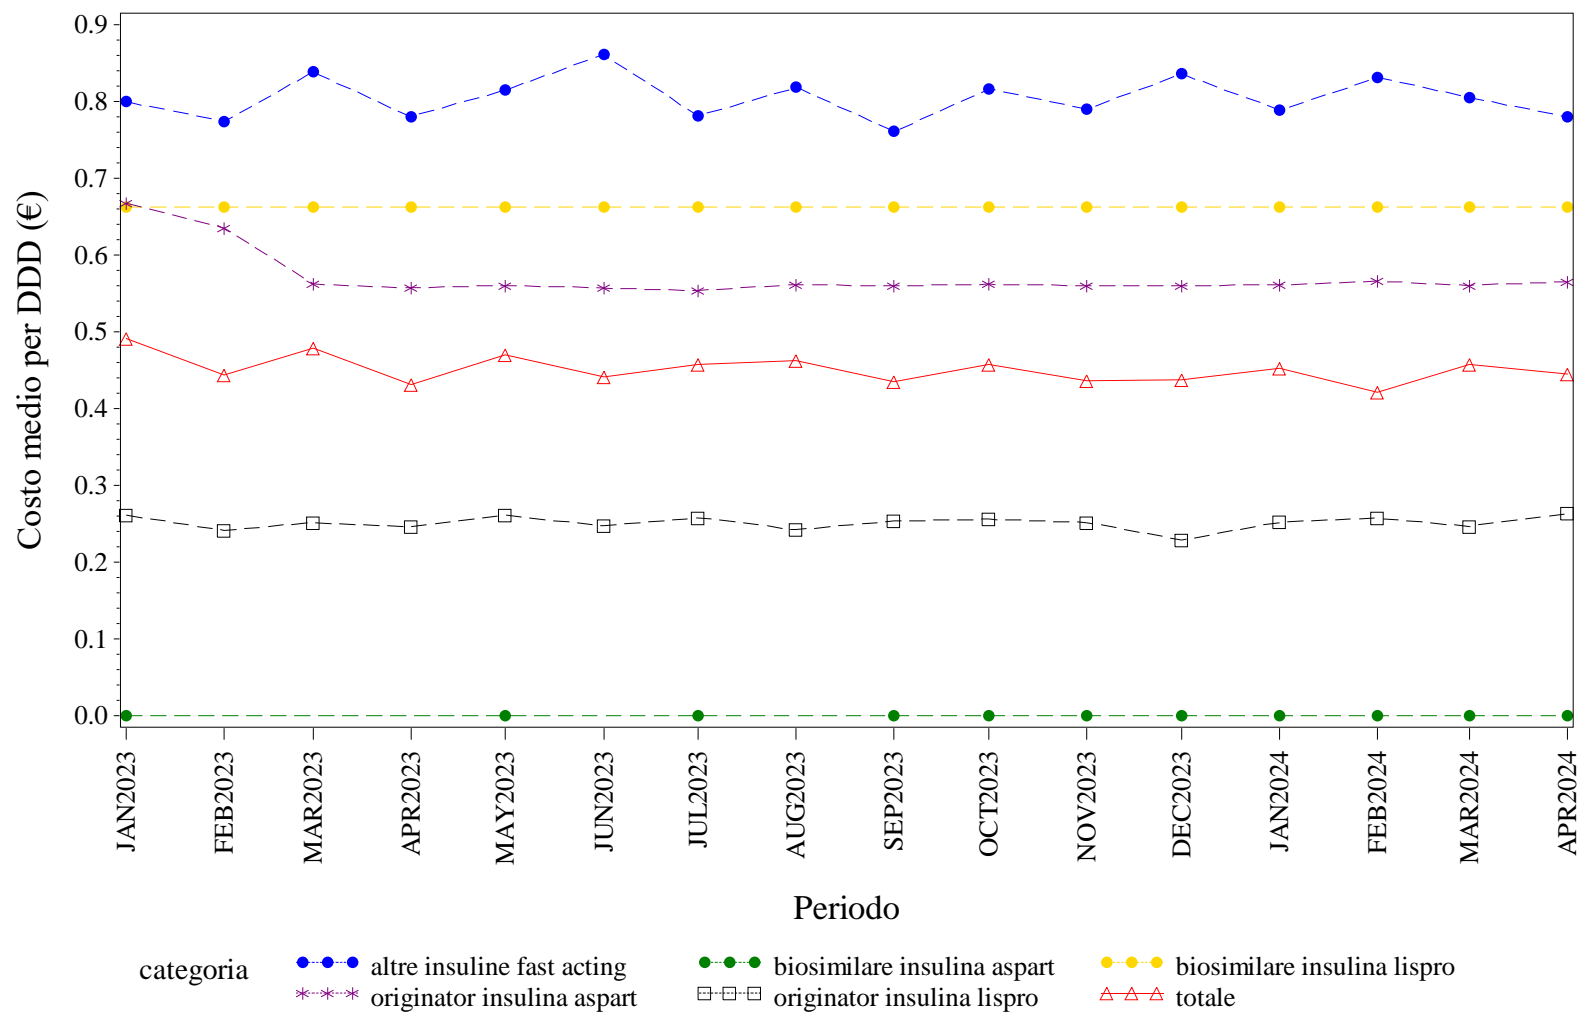 Costo medio per DDD (€)
0.9
0.8
0.7
0.6
0.5
0.4
0.3
0.2
0.1
0.0
JAN2023
FEB2023
MAR2023
APR2023
MAY2023
JUN2023
JUL2023
AUG2023
SEP2023
OCT2023
NOV2023
DEC2023
JAN2024
FEB2024
MAR2024
APR2024
Periodo
categoria
altre insuline fast acting
biosimilare insulina aspart
biosimilare insulina lispro
originator insulina aspart
originator insulina lispro
totale